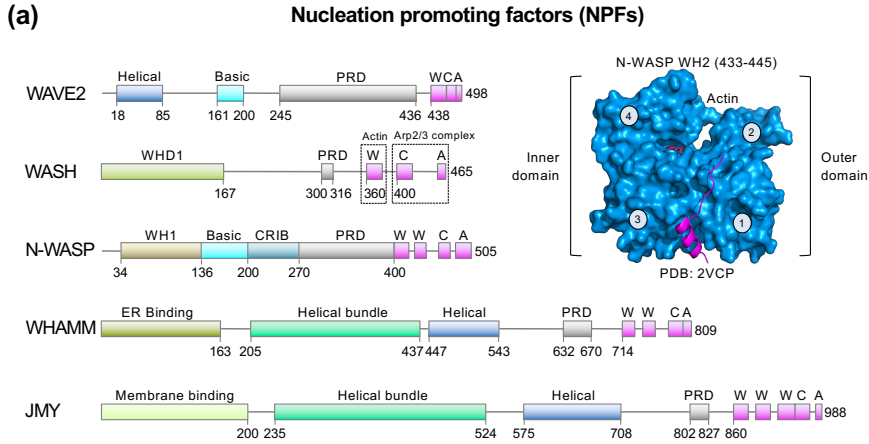 (a)
Nucleation promoting factors (NPFs)
WAVE2
Helical Basic PRD WCA
18 85 161 200 245 436 438 498
WASH
Actin Arp2/3 complex
WHD1 PRD W C A
167 300 316 360 400 465
N-WASP
WH1 Basic CRIB PRD W W C A
34 136 200 270 400 505
WHAMM
ER Binding Helical bundle Helical PRD W W C A
163 205 437 447 543 632 670 714 809
JMY
Membrane binding Helical bundle Helical PRD W W W C A
200 235 524 575 708 802 827 860 988
N-WASP WH2 (433-445)
Actin
4 2
Inner domain
Outer domain
3 1
PDB: 2VCP